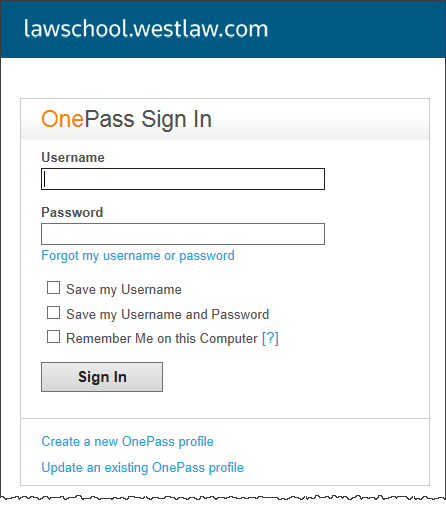 lawschool.westlaw.com
OnePass Sign In
Username
Password
Forgot my username or password
Save my Username
Save my Username and Password
Remember Me on this Computer [?]
Sign In
Create a new OnePass profile
Update an existing OnePass profile